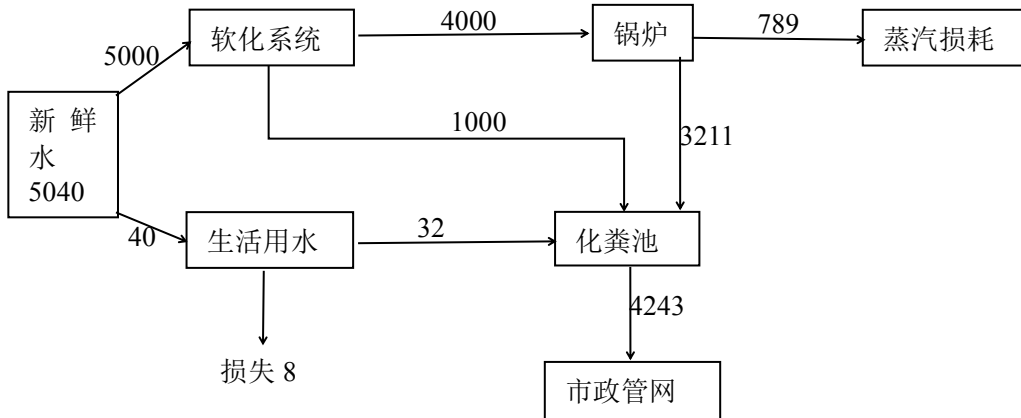 软化系统
4000
锅炉
789
蒸汽损耗
5000
新 鲜
水
5040
1000
3211
40
生活用水
32
化粪池
4243
损失 8
市政管网